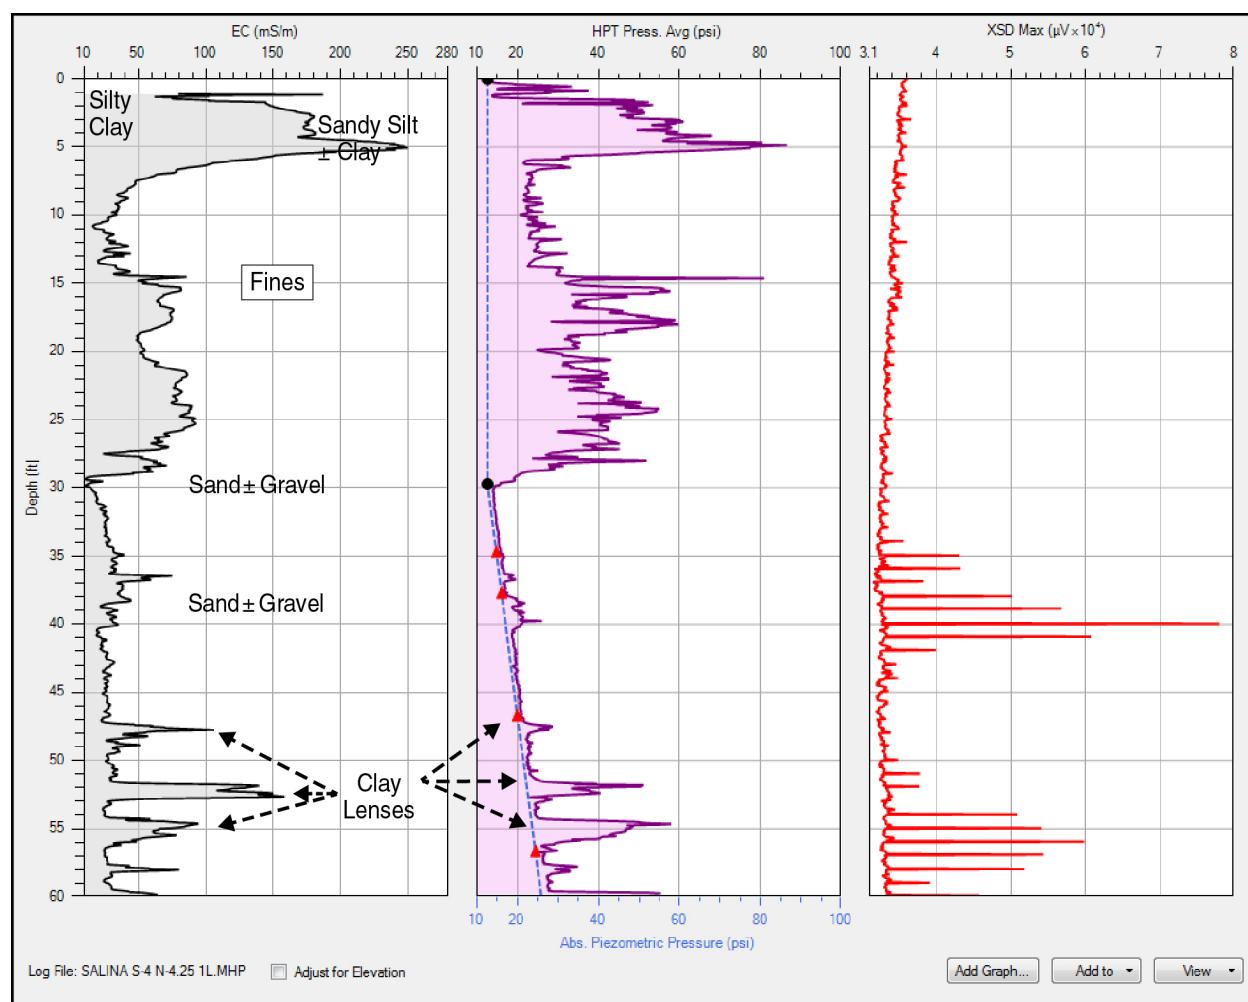 EC (mS/m)
10 50 100 150 200 250 280
HPT Press. Avg (psi)
10 20 40 60 80 100
XSD Max (µV×10⁴)
3.1 4 5 6 7 8
Depth [ft]
0
5
10
15
20
25
30
35
40
45
50
55
60
Silty
Clay
Sandy Silt
± Clay
Fines
Sand ± Gravel
Sand ± Gravel
Clay
Lenses
10 20 40 60 80 100
Abs. Piezometric Pressure (psi)
Log File: SALINA S-4 N-4.25 1L.MHP
Adjust for Elevation
Add Graph...
Add to
View